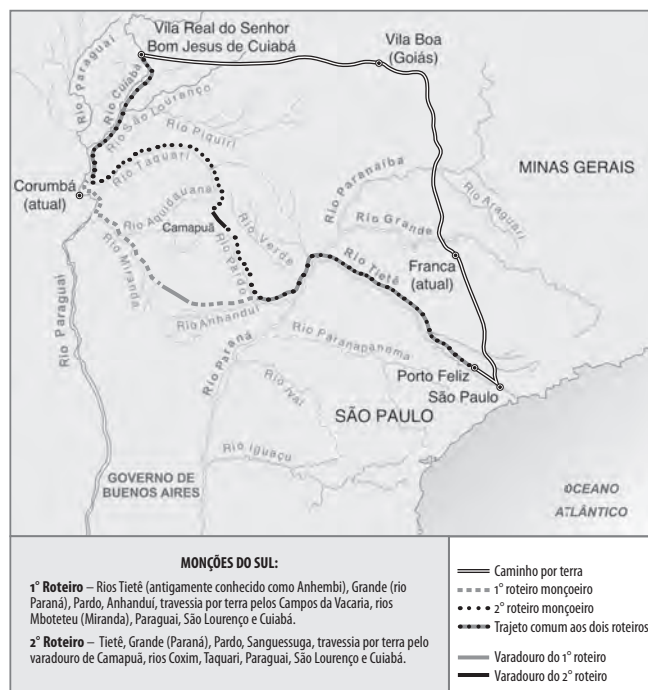 Vila Real do Senhor
Bom Jesus de Cuiabá
Vila Boa
(Goiás)
Rio Paraguai
Rio Cuiabá
Rio São Lourenço
Rio Piquiri
Rio Taquari
MINAS GERAIS
Corumbá
(atual)
Rio Paranaíba
Rio Araguari
Rio Aquidauana
Camapuã
Rio Verde
Rio Grande
Rio Miranda
Rio Pardo
Rio Tietê
Franca
(atual)
Rio Paraguai
Rio Anhanduí
Rio Paraná
Rio Paranapanema
Porto Feliz
São Paulo
SÃO PAULO
Rio Ivaí
Rio Iguaçu
GOVERNO DE
BUENOS AIRES
OCEANO
ATLÂNTICO
MONÇÕES DO SUL:
1° Roteiro – Rios Tietê (antigamente conhecido como Anhembi), Grande (rio
Paraná), Pardo, Anhanduí, travessia por terra pelos Campos da Vacaria, rios
Mboteteu (Miranda), Paraguai, São Lourenço e Cuiabá.
2° Roteiro – Tietê, Grande (Paraná), Pardo, Sanguessuga, travessia por terra pelo
varadouro de Camapuã, rios Coxim, Taquari, Paraguai, São Lourenço e Cuiabá.
Caminho por terra
1° roteiro monçoeiro
2° roteiro monçoeiro
Trajeto comum aos dois roteiros
Varadouro do 1° roteiro
Varadouro do 2° roteiro